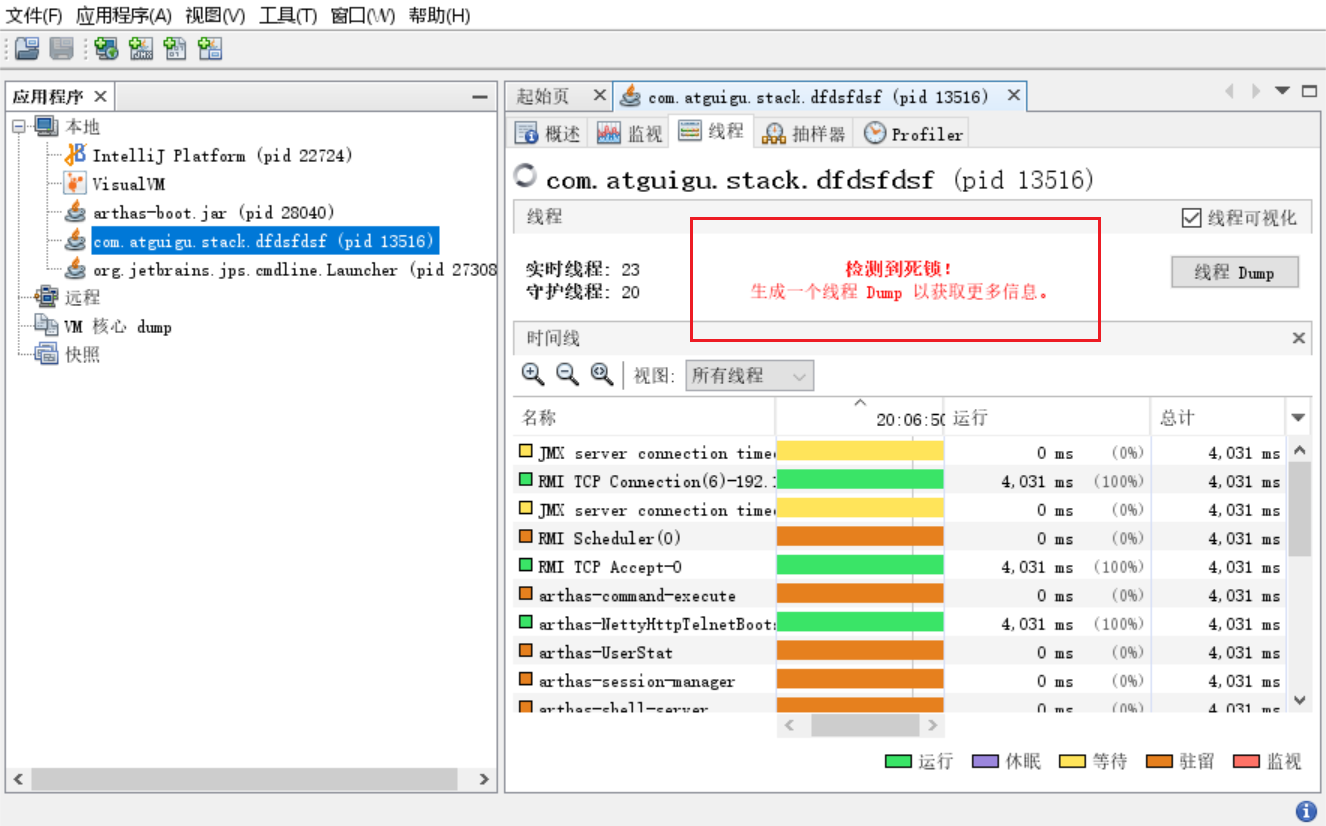 文件(F) 应用程序(A) 视图(V) 工具(T) 窗口(W) 帮助(H)
应用程序
本地
IntelliJ Platform (pid 22724)
VisualVM
arthas-boot.jar (pid 28040)
com.atguigu.stack.dfdsfdsf (pid 13516)
org.jetbrains.jps.cmdline.Launcher (pid 27308
远程
VM 核心 dump
快照
起始页 com.atguigu.stack.dfdsfdsf (pid 13516)
概述 监视 线程 抽样器 Profiler
com.atguigu.stack.dfdsfdsf (pid 13516)
线程 线程可视化
实时线程: 23
守护线程: 20
检测到死锁!
生成一个线程 Dump 以获取更多信息。
线程 Dump
时间线
视图: 所有线程
名称 20:06:50 运行 总计
JMX server connection timeo 0 ms (0%) 4,031 ms
RMI TCP Connection(6)-192.1 4,031 ms (100%) 4,031 ms
JMX server connection timeo 0 ms (0%) 4,031 ms
RMI Scheduler(0) 0 ms (0%) 4,031 ms
RMI TCP Accept-0 4,031 ms (100%) 4,031 ms
arthas-command-execute 0 ms (0%) 4,031 ms
arthas-NettyHttpTelnetBoots 4,031 ms (100%) 4,031 ms
arthas-UserStat 0 ms (0%) 4,031 ms
arthas-session-manager 0 ms (0%) 4,031 ms
arthas-shell-server 0 ms (0%) 4,031 ms
运行 休眠 等待 驻留 监视